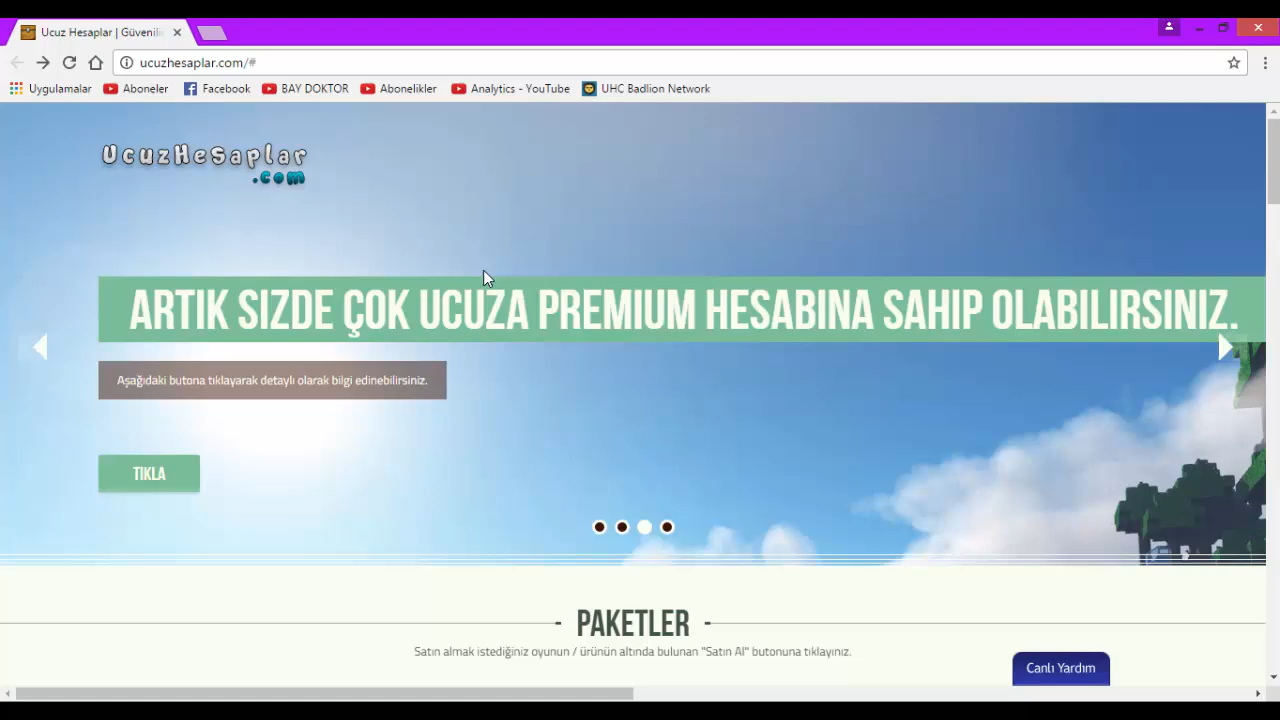 Ucuz Hesaplar | Güvenili
ucuzhesaplar.com/#
Uygulamalar Aboneler Facebook BAY DOKTOR Abonelikler Analytics - YouTube UHC Badlion Network
UcuzHeSaplar
.com
ARTIK SIZDE ÇOK UCUZA PREMIUM HESABINA SAHIP OLABILIRSINIZ.
Aşağıdaki butona tıklayarak detaylı olarak bilgi edinebilirsiniz.
TIKLA
- PAKETLER -
Satın almak istediğiniz oyunun / ürünün altında bulunan "Satın Al" butonuna tıklayınız.
Canlı Yardım